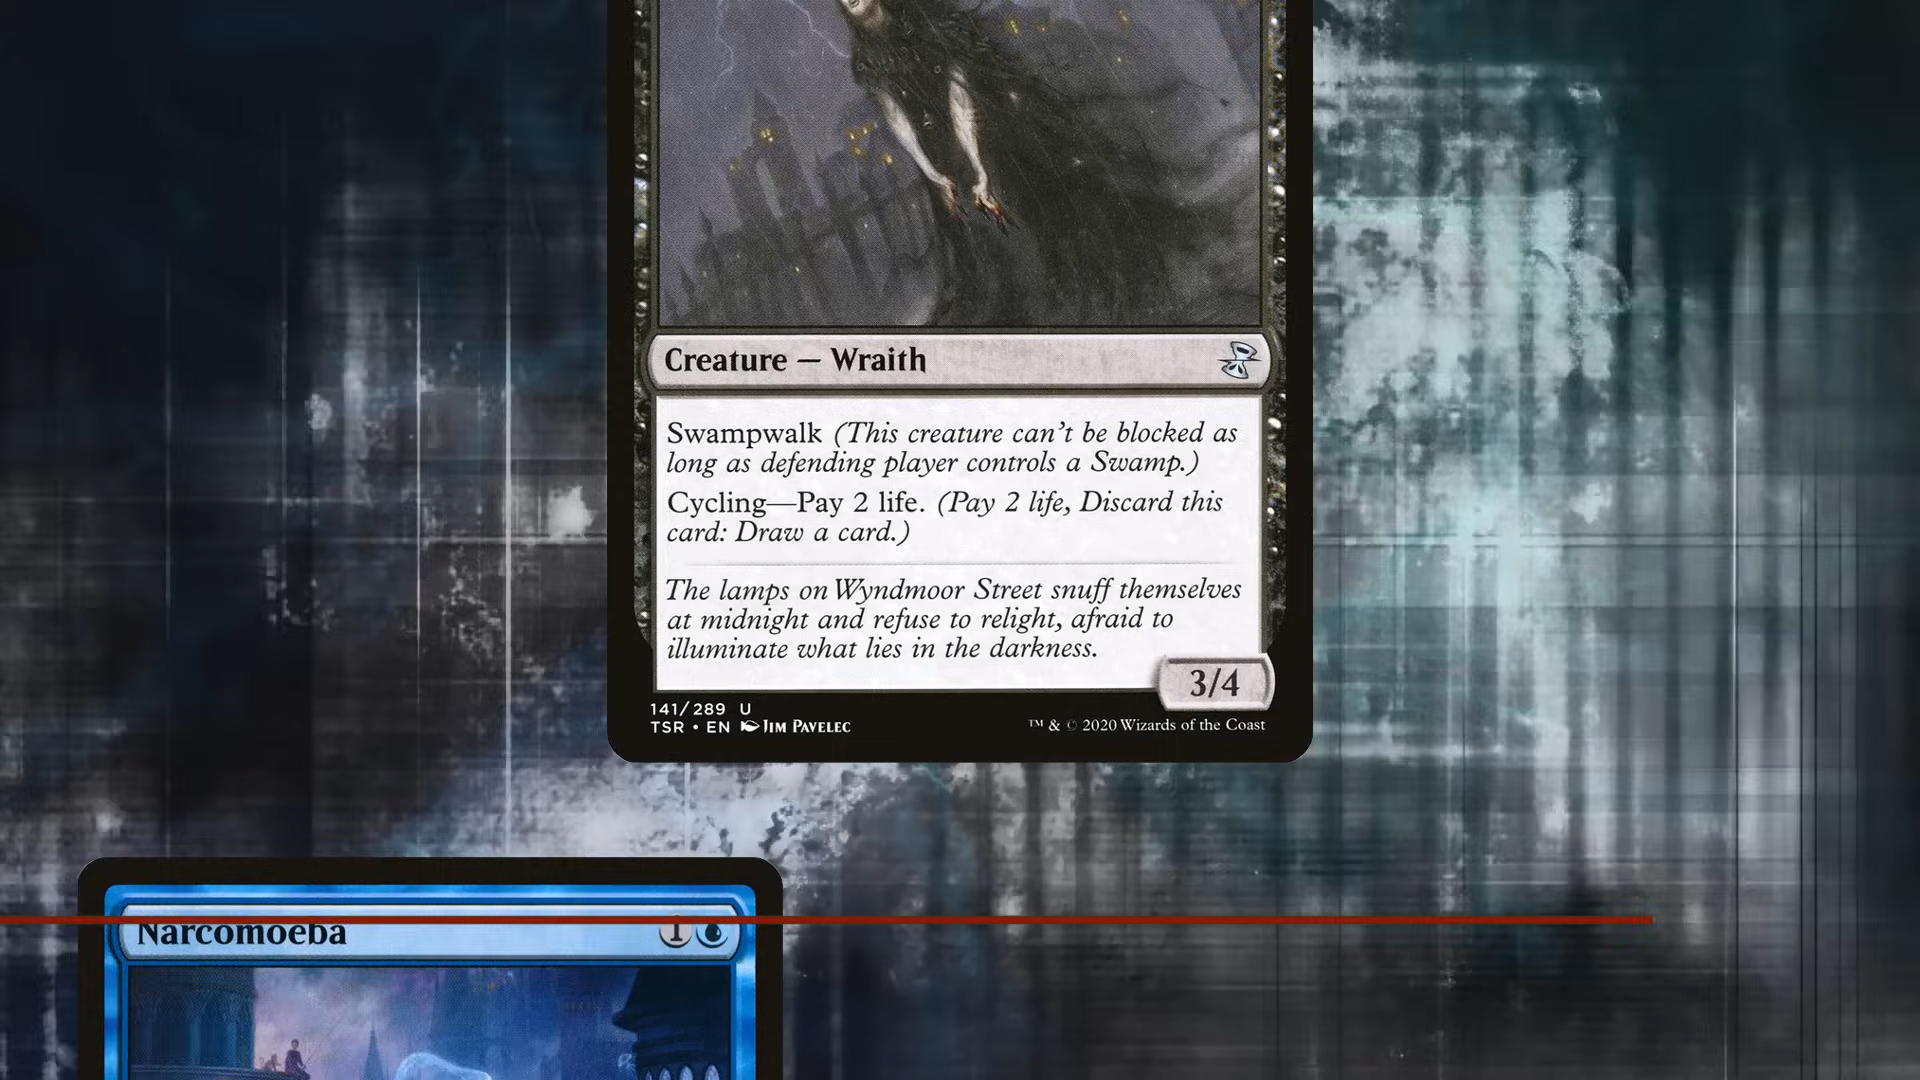 Creature — Wraith
Swampwalk (This creature can't be blocked as
long as defending player controls a Swamp.)
Cycling—Pay 2 life. (Pay 2 life, Discard this
card: Draw a card.)
The lamps on Wyndmoor Street snuff themselves
at midnight and refuse to relight, afraid to
illuminate what lies in the darkness.
3/4
141/289 U
TSR • EN JIM PAVELEC
™ & © 2020 Wizards of the Coast
Narcomoeba 1